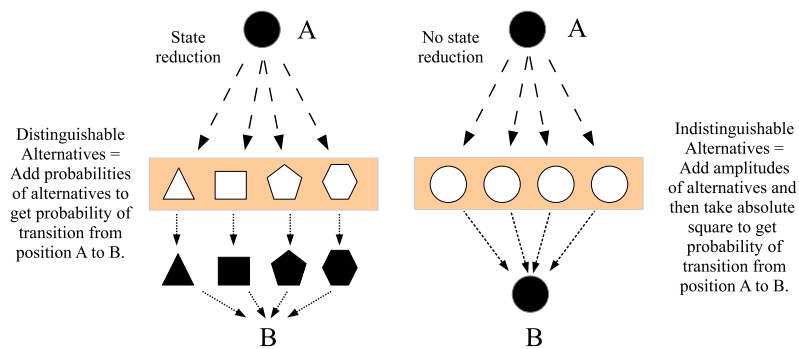 A
State
reduction
Distinguishable
Alternatives =
Add probabilities
of alternatives to
get probability of
transition from
position A to B.
B
A
No state
reduction
Indistinguishable
Alternatives =
Add amplitudes
of alternatives and
then take absolute
square to get
probability of
transition from
position A to B.
B